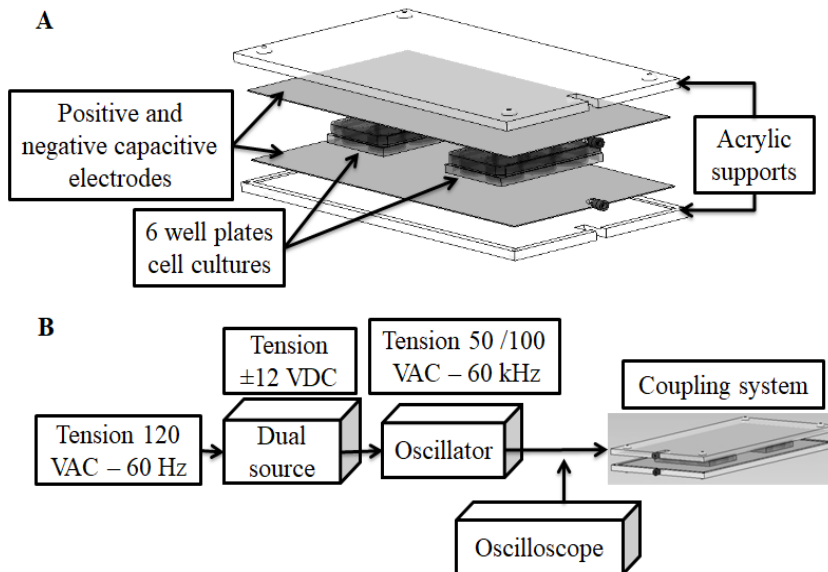 A
Positive and
negative capacitive
electrodes
Acrylic
supports
6 well plates
cell cultures
B
Tension
±12 VDC
Tension 50 /100
VAC – 60 kHz
Coupling system
Tension 120
VAC – 60 Hz
Dual
source
Oscillator
Oscilloscope